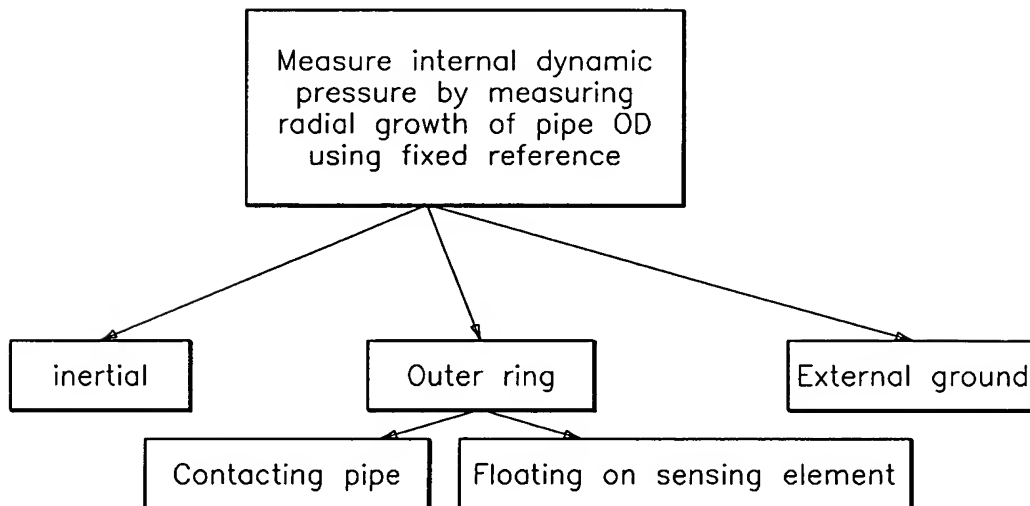 Measure internal dynamic
pressure by measuring
radial growth of pipe OD
using fixed reference
inertial
Outer ring
External ground
Contacting pipe
Floating on sensing element